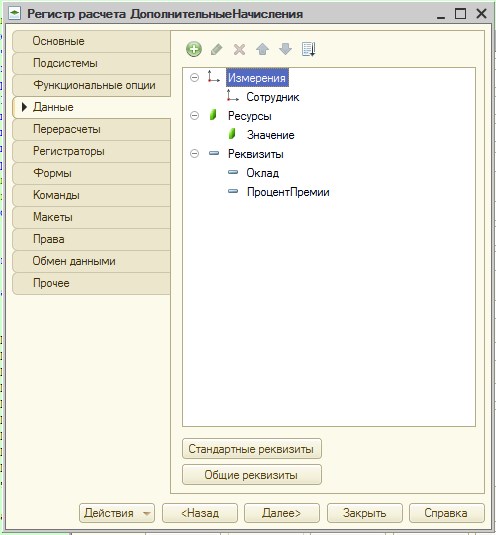 Регистр расчета ДополнительныеНачисления
Основные
Подсистемы
Функциональные опции
Данные
Перерасчеты
Регистраторы
Формы
Команды
Макеты
Права
Обмен данными
Прочее
Измерения
Сотрудник
Ресурсы
Значение
Реквизиты
Оклад
ПроцентПремии
Стандартные реквизиты
Общие реквизиты
Действия
<Назад
Далее>
Закрыть
Справка